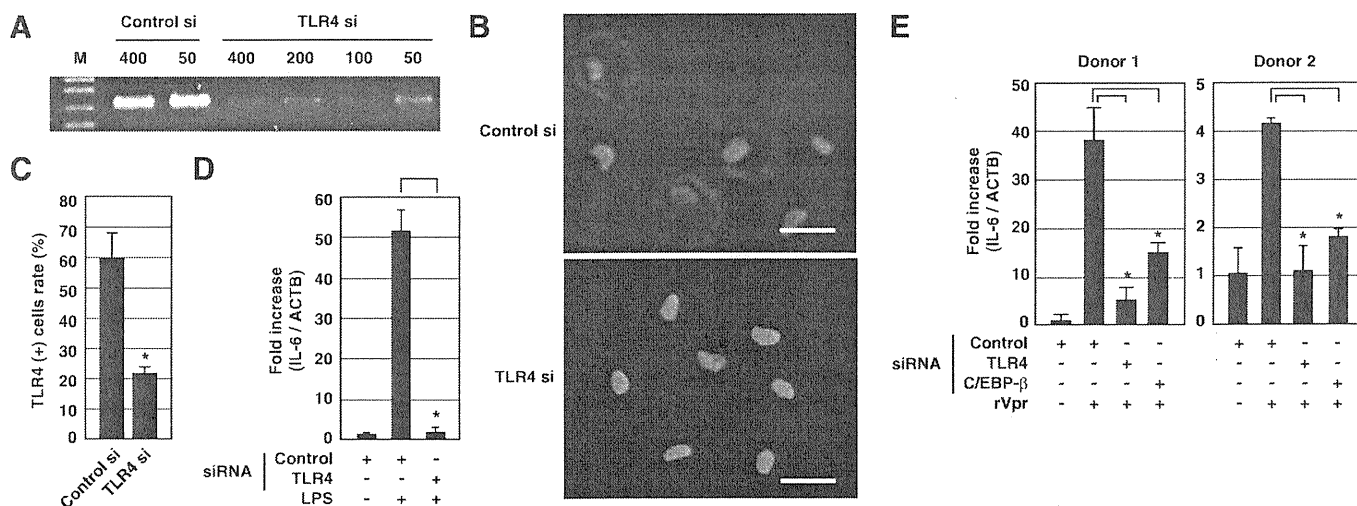 A
Control si TLR4 si
M 400 50 400 200 100 50
B
Control si
TLR4 si
C
TLR4 (+) cells rate (%)
80
70
60
50
40
30
20
10
0
*
Control si
TLR4 si
D
Fold increase
(IL-6 / ACTB)
60
50
40
30
20
10
0
*
siRNA
Control + + -
TLR4 - - +
LPS - + +
E
Donor 1 Donor 2
Fold increase
(IL-6 / ACTB)
50
40
30
20
10
0
* *
5
4
3
2
1
0
* *
siRNA
Control + + - - + + - -
TLR4 - - + - - - + -
C/EBP-β - - - + - - - +
rVpr - + + + - + + +